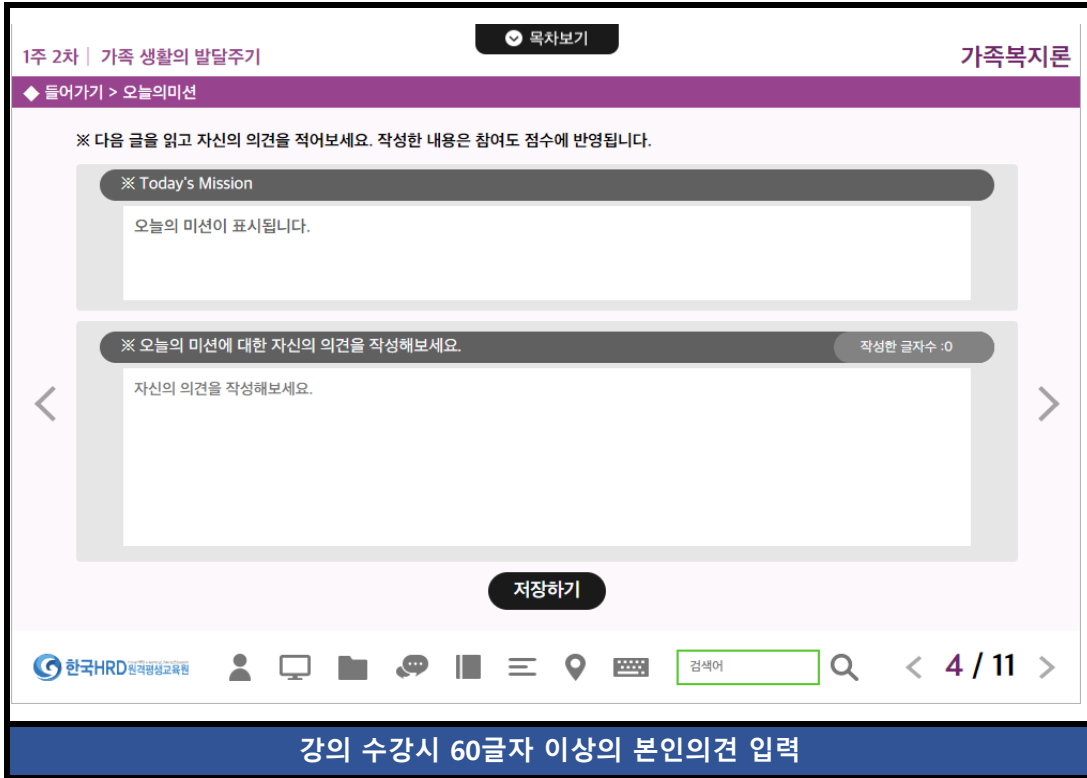 목차보기
1주 2차 | 가족 생활의 발달주기
가족복지론
◆ 들어가기 > 오늘의미션
※ 다음 글을 읽고 자신의 의견을 적어보세요. 작성한 내용은 참여도 점수에 반영됩니다.
※ Today's Mission
오늘의 미션이 표시됩니다.
※ 오늘의 미션에 대한 자신의 의견을 작성해보세요.
작성한 글자수 :0
자신의 의견을 작성해보세요.
저장하기
한국HRD원격평생교육원
검색어
< 4 / 11 >
강의 수강시 60글자 이상의 본인의견 입력